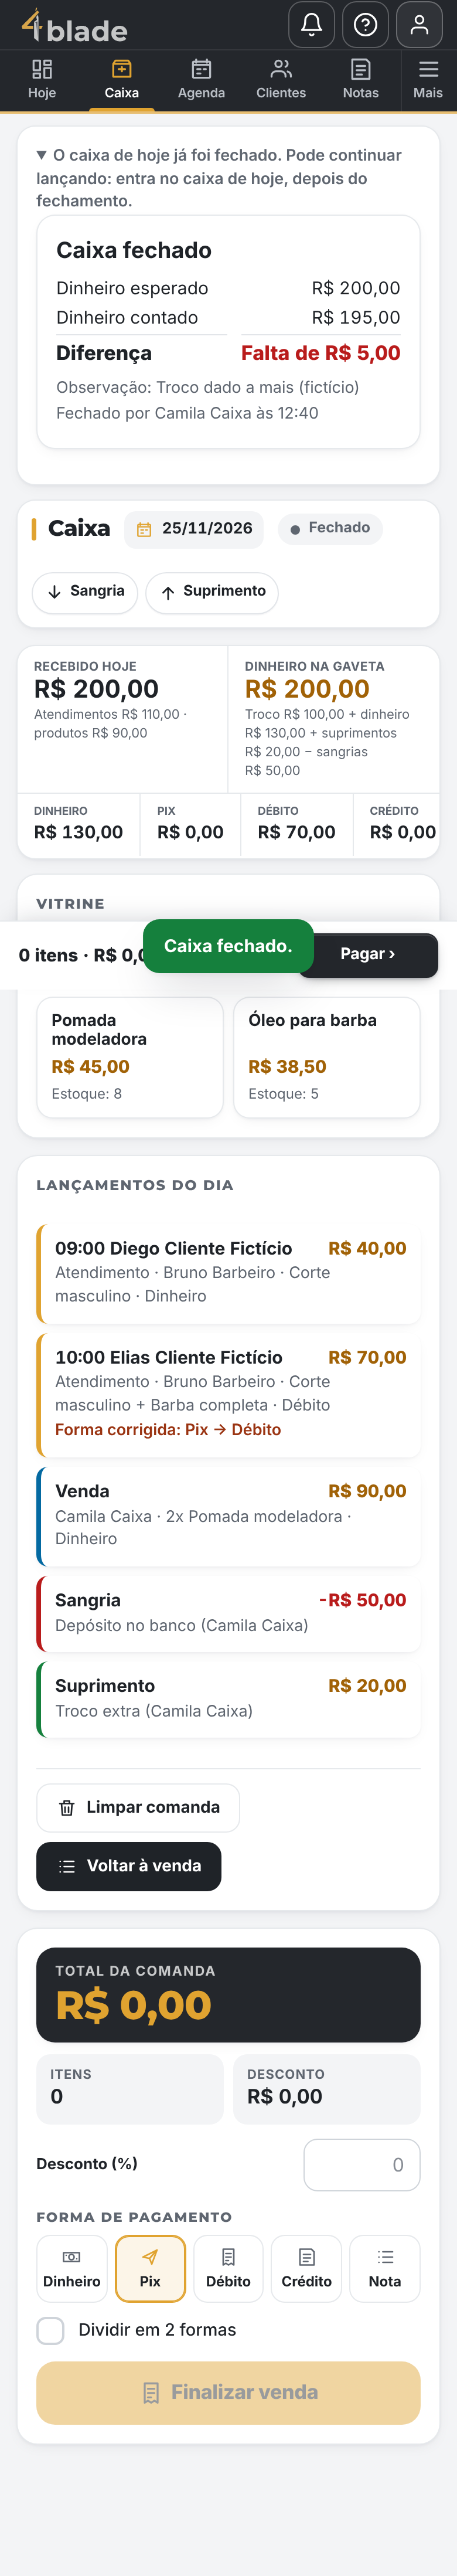 4blade
Hoje
Caixa
Agenda
Clientes
Notas
Mais
▼ O caixa de hoje já foi fechado. Pode continuar
lançando: entra no caixa de hoje, depois do
fechamento.
Caixa fechado
Dinheiro esperado R$ 200,00
Dinheiro contado R$ 195,00
Diferença Falta de R$ 5,00
Observação: Troco dado a mais (fictício)
Fechado por Camila Caixa às 12:40
Caixa 25/11/2026 Fechado
Sangria Suprimento
RECEBIDO HOJE
R$ 200,00
Atendimentos R$ 110,00 ·
produtos R$ 90,00
DINHEIRO NA GAVETA
R$ 200,00
Troco R$ 100,00 + dinheiro
R$ 130,00 + suprimentos
R$ 20,00 − sangrias
R$ 50,00
DINHEIRO
R$ 130,00
PIX
R$ 0,00
DÉBITO
R$ 70,00
CRÉDITO
R$ 0,00
VITRINE
0 itens · R$ 0,0
Caixa fechado.
Pagar ›
Pomada
modeladora
R$ 45,00
Estoque: 8
Óleo para barba
R$ 38,50
Estoque: 5
LANÇAMENTOS DO DIA
09:00 Diego Cliente Fictício R$ 40,00
Atendimento · Bruno Barbeiro · Corte
masculino · Dinheiro
10:00 Elias Cliente Fictício R$ 70,00
Atendimento · Bruno Barbeiro · Corte
masculino + Barba completa · Débito
Forma corrigida: Pix → Débito
Venda R$ 90,00
Camila Caixa · 2x Pomada modeladora ·
Dinheiro
Sangria -R$ 50,00
Depósito no banco (Camila Caixa)
Suprimento R$ 20,00
Troco extra (Camila Caixa)
Limpar comanda
Voltar à venda
TOTAL DA COMANDA
R$ 0,00
ITENS
0
DESCONTO
R$ 0,00
Desconto (%) 0
FORMA DE PAGAMENTO
Dinheiro
Pix
Débito
Crédito
Nota
Dividir em 2 formas
Finalizar venda